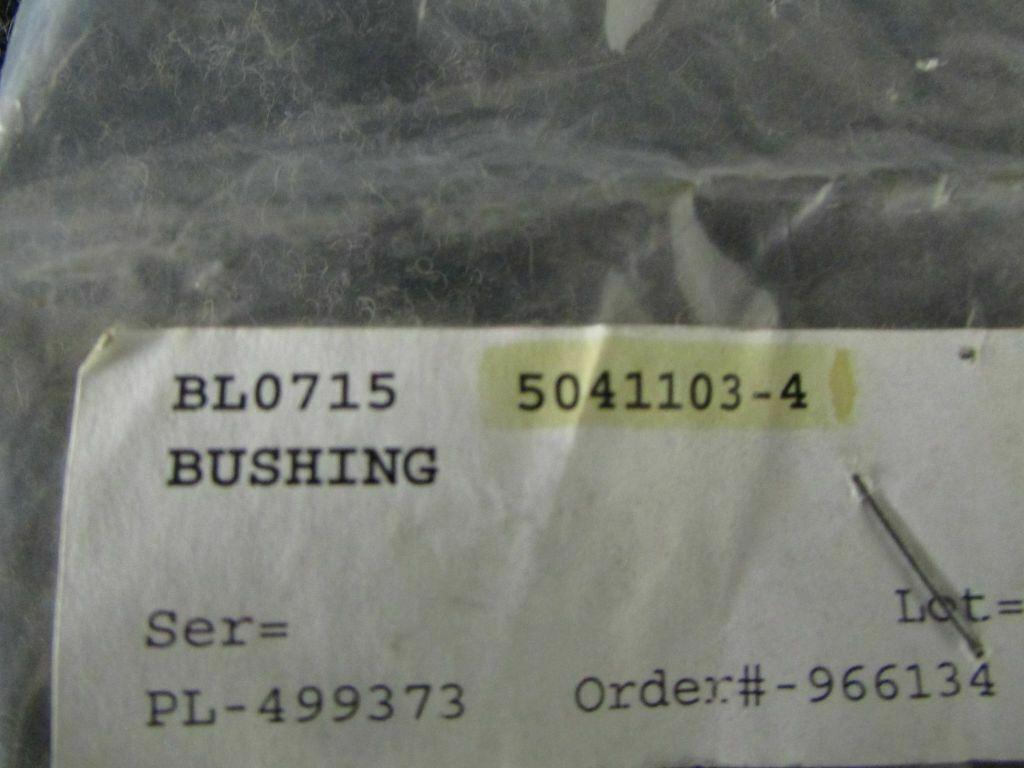 BL0715 5041103-4
BUSHING
Ser= Lot=
PL-499373 Order#-966134